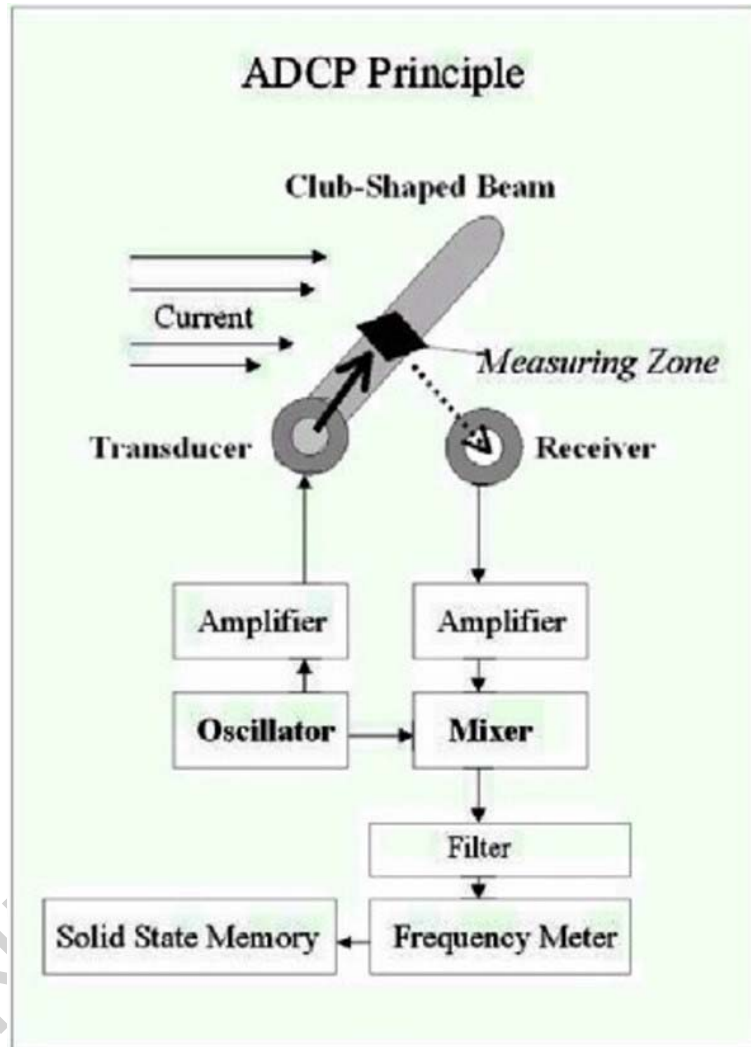 ADCP Principle
Club-Shaped Beam
Current
Measuring Zone
Transducer
Receiver
Amplifier
Amplifier
Oscillator
Mixer
Filter
Solid State Memory
Frequency Meter